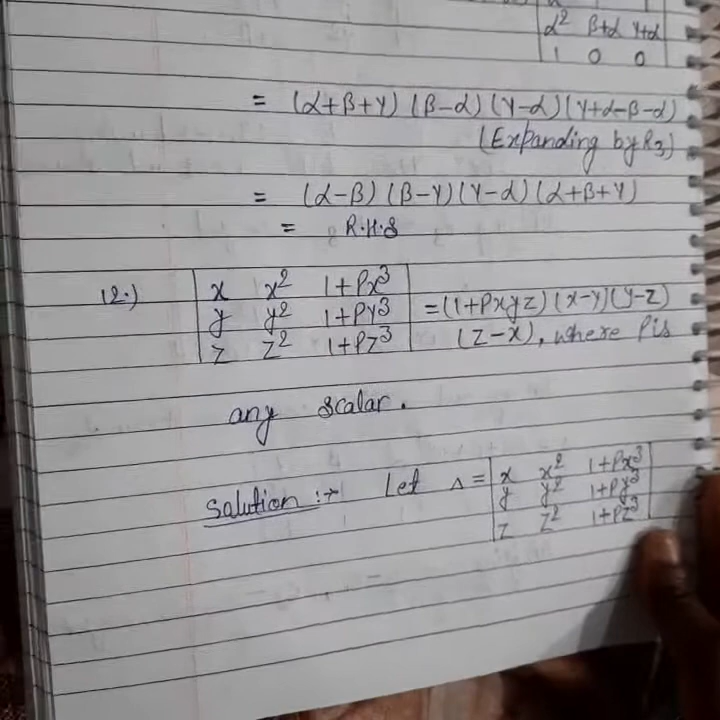 α² β+α γ+α
1 0 0
= (α+β+γ) (β-α) (γ-α) (γ+α-β-α)
(Expanding by R₃)
= (α-β) (β-γ) (γ-α) (α+β+γ)
= R.H.S
12.) | x x² 1+Px³ |
| y y² 1+Py³ | = (1+Pxyz) (x-y) (y-z)
| z z² 1+Pz³ | (z-x), where P is
any scalar.
Solution :→ Let Δ = | x x² 1+Px³ |
| y y² 1+Py³ |
| z z² 1+Pz³ |